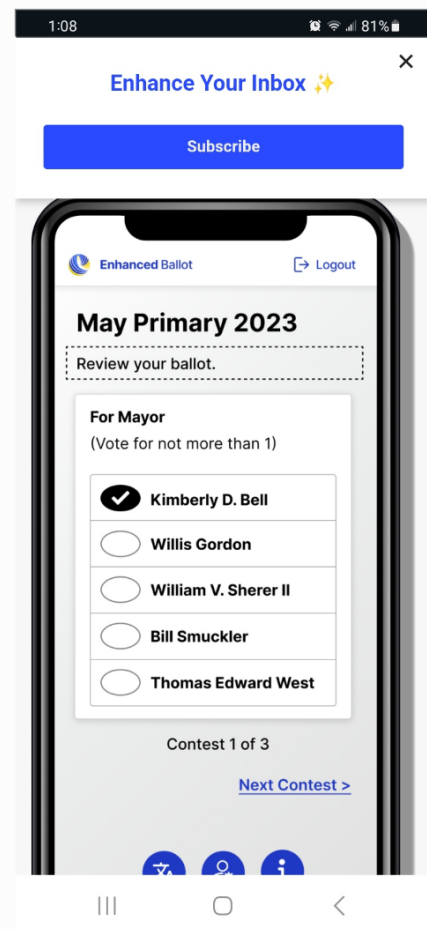 1:08
81%
Enhance Your Inbox ✨
Subscribe
Enhanced Ballot
Logout
May Primary 2023
Review your ballot.
For Mayor
(Vote for not more than 1)
Kimberly D. Bell
Willis Gordon
William V. Sherer II
Bill Smuckler
Thomas Edward West
Contest 1 of 3
Next Contest >